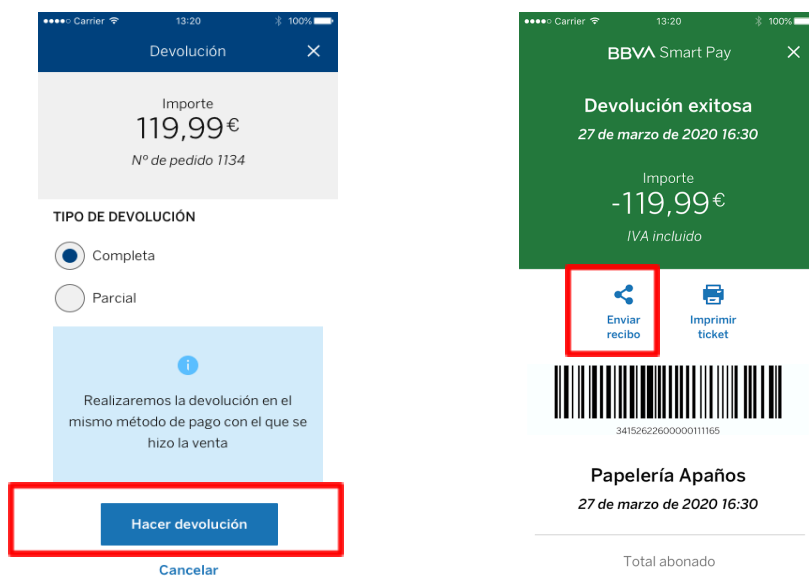 Carrier 13:20 100%
Devolución
Importe
119,99€
Nº de pedido 1134
TIPO DE DEVOLUCIÓN
Completa
Parcial
Realizaremos la devolución en el
mismo método de pago con el que se
hizo la venta
Hacer devolución
Cancelar
Carrier 13:20 100%
BBVA Smart Pay
Devolución exitosa
27 de marzo de 2020 16:30
Importe
-119,99€
IVA incluido
Enviar
recibo
Imprimir
ticket
34152622600000111165
Papelería Apaños
27 de marzo de 2020 16:30
Total abonado